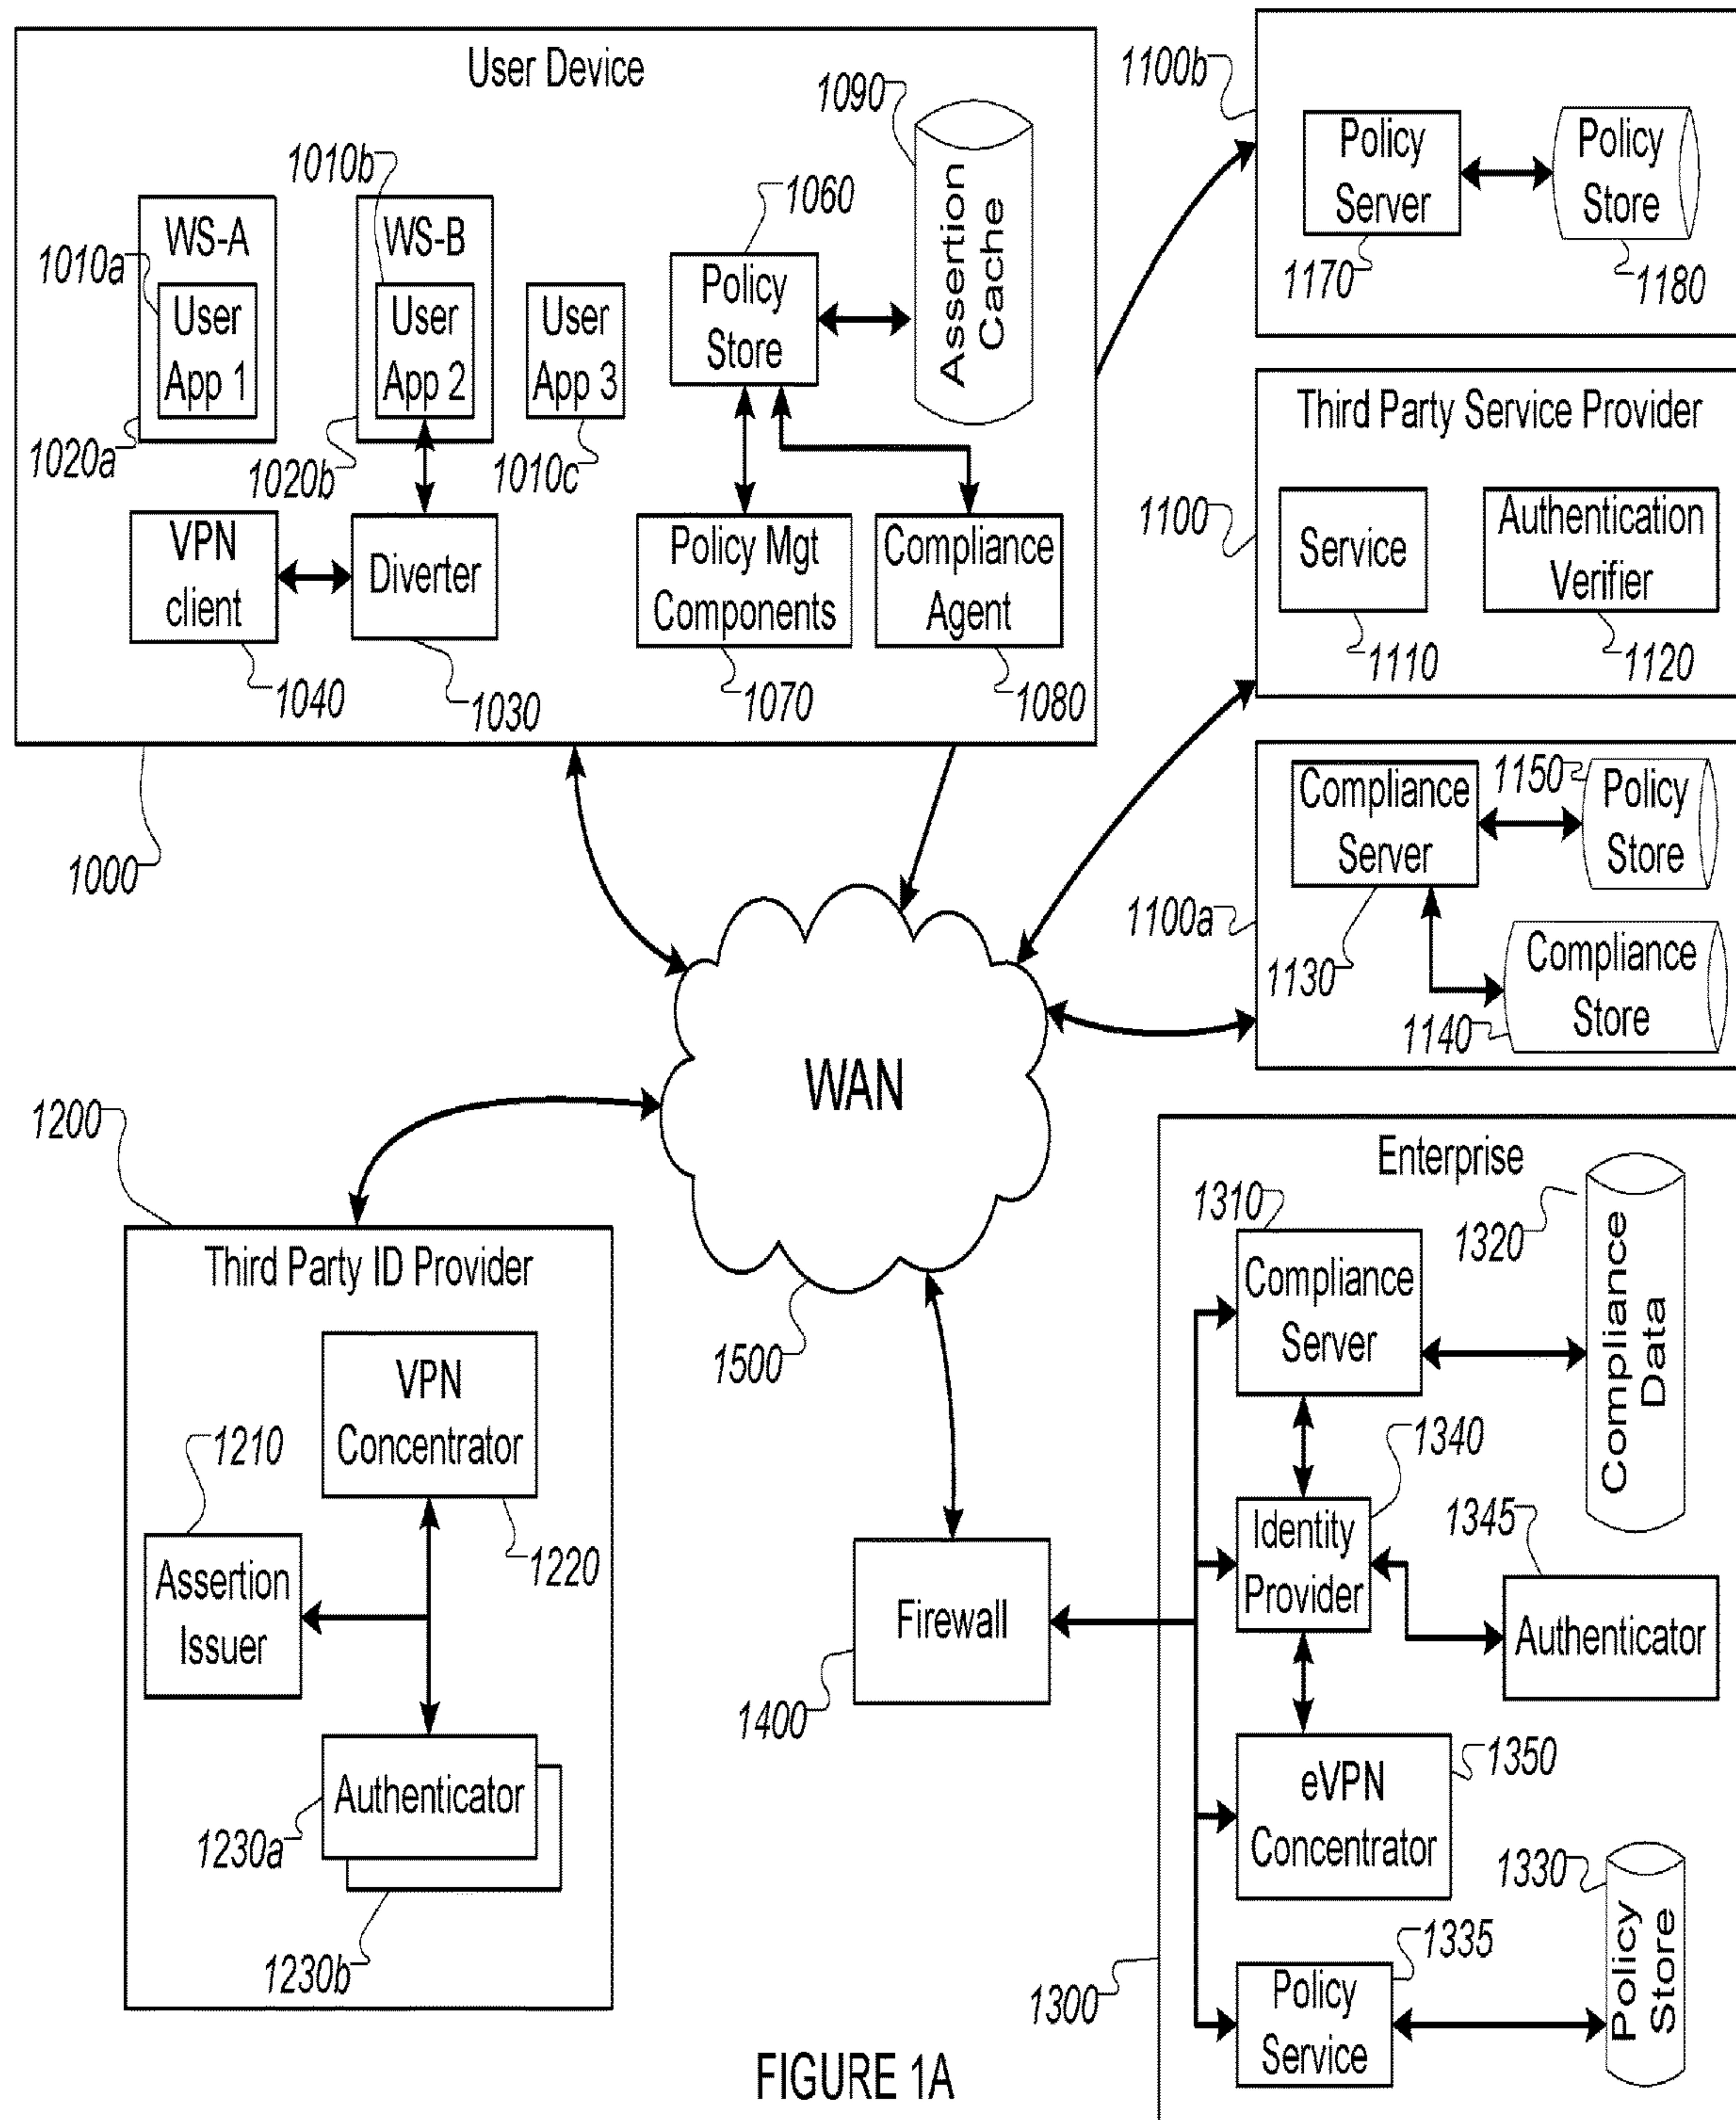 User Device
1090
1010b
1060
WS-A
WS-B
Assertion
Cache
1010a
User
App 1
User
App 2
User
App 3
Policy
Store
1020a
1020b
1010c
VPN
client
Diverter
Policy Mgt
Components
Compliance
Agent
1040
1030
1070
1080
1000
1100b
Policy
Server
Policy
Store
1170
1180
Third Party Service Provider
1100
Service
Authentication
Verifier
1110
1120
1150
Compliance
Server
Policy
Store
1100a
1130
Compliance
Store
1140
WAN
1500
1200
Third Party ID Provider
VPN
Concentrator
1210
1220
Assertion
Issuer
Authenticator
1230a
1230b
Firewall
1400
Enterprise
1310
1320
Compliance
Server
Compliance
Data
1340
1345
Identity
Provider
Authenticator
1350
eVPN
Concentrator
1330
1335
Policy
Service
Policy
Store
1300
FIGURE 1A